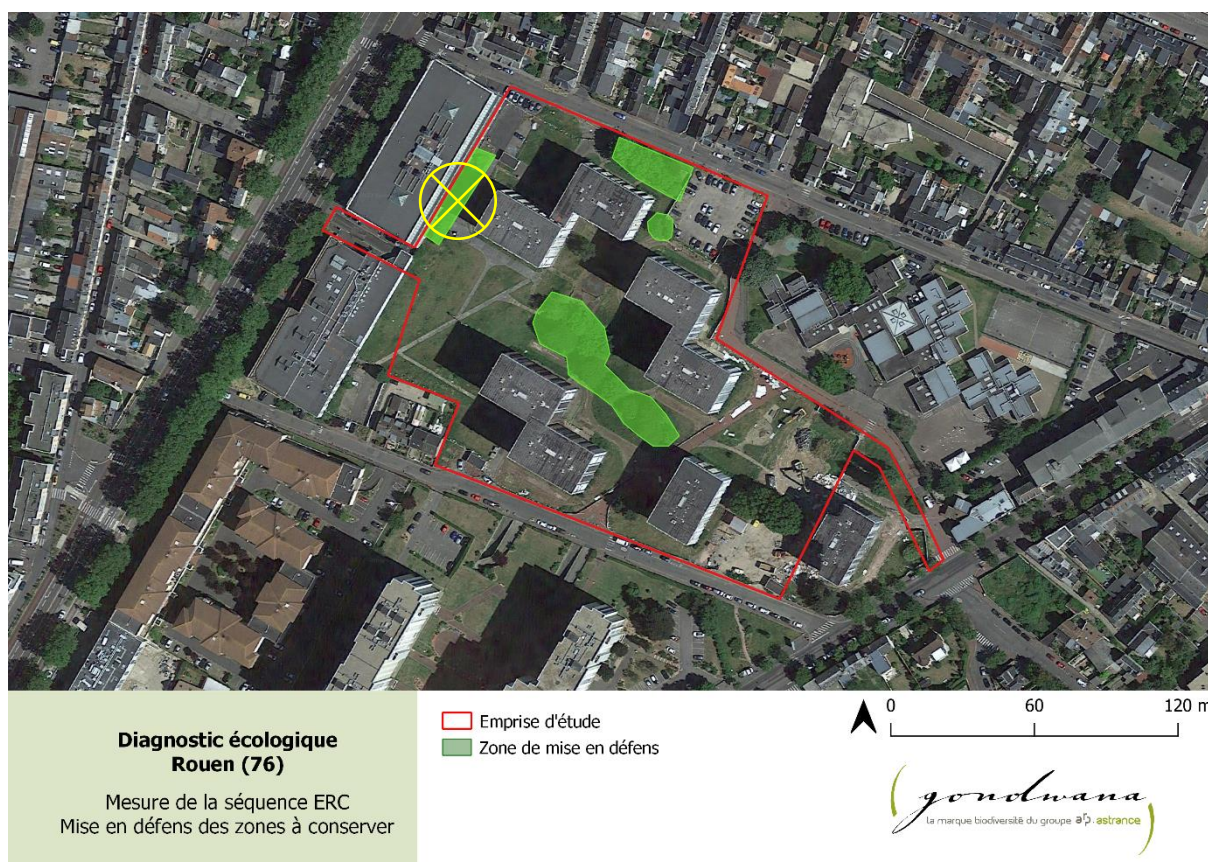 Diagnostic écologique
Rouen (76)
Mesure de la séquence ERC
Mise en défens des zones à conserver
Emprise d'étude
Zone de mise en défens
0 60 120 m
gondwana
la marque biodiversité du groupe afp. astrance